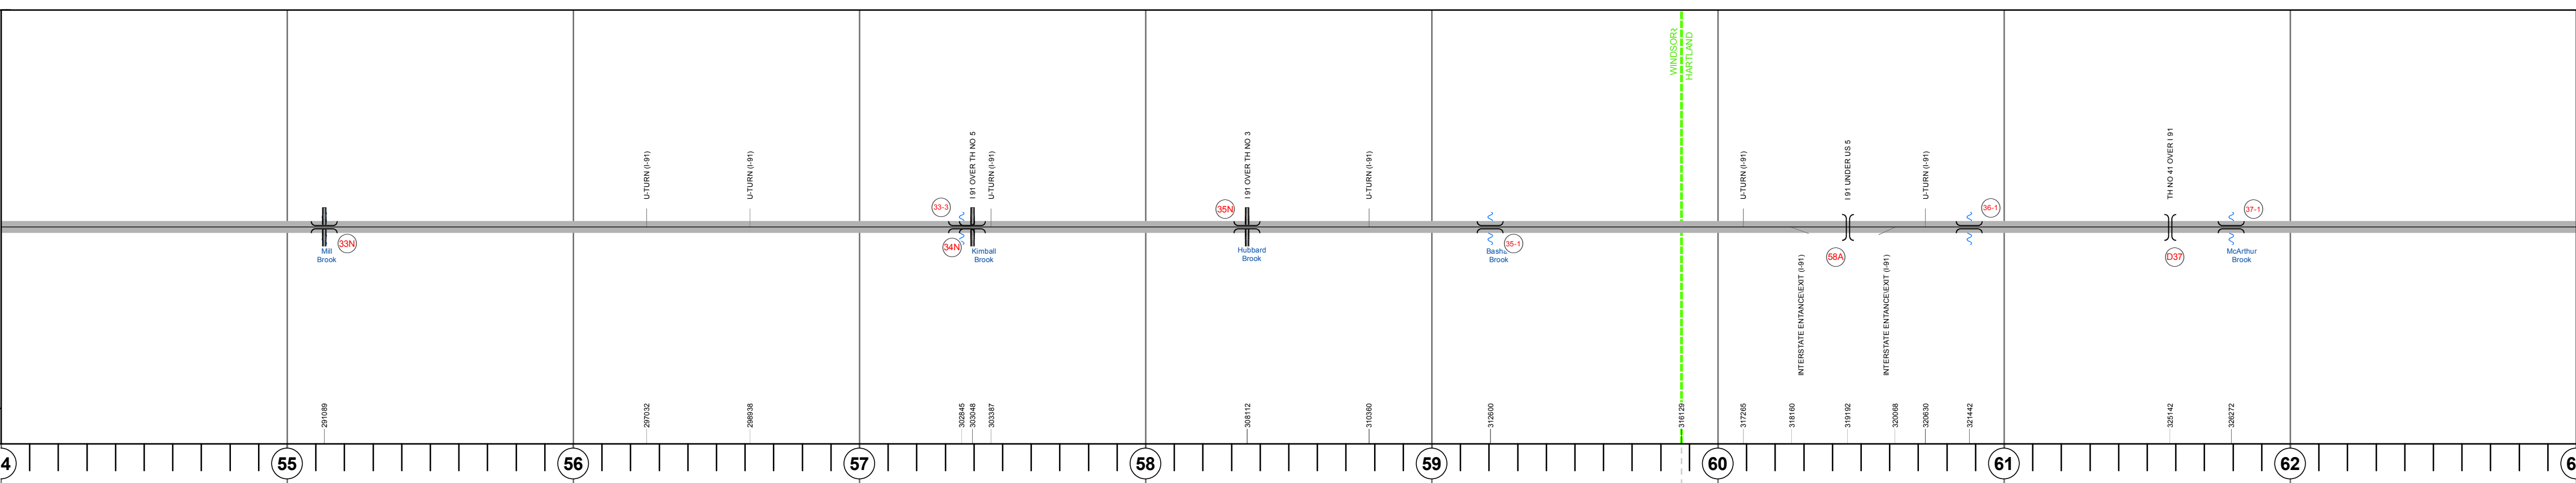 WINDSOR
HARTLAND
U-TURN (I-91)
U-TURN (I-91)
I 91 OVER TH NO 5
U-TURN (I-91)
I 91 OVER TH NO 3
U-TURN (I-91)
U-TURN (I-91)
I 91 UNDER US 5
U-TURN (I-91)
TH NO 41 OVER I 91
33-3
35N
36-1
37-1
33N
34N
35-1
58A
D37
Mill
Brook
Kimball
Brook
Hubbard
Brook
Brook
McArthur
Brook
INTERSTATE ENTANCE\EXIT (I-91)
INTERSTATE ENTANCE\EXIT (I-91)
291089
297032
298938
302845
303048
303387
308112
310360
312600
316129
317265
318160
319192
320068
320630
321442
325142
326272
4
55
56
57
58
59
60
61
62
6